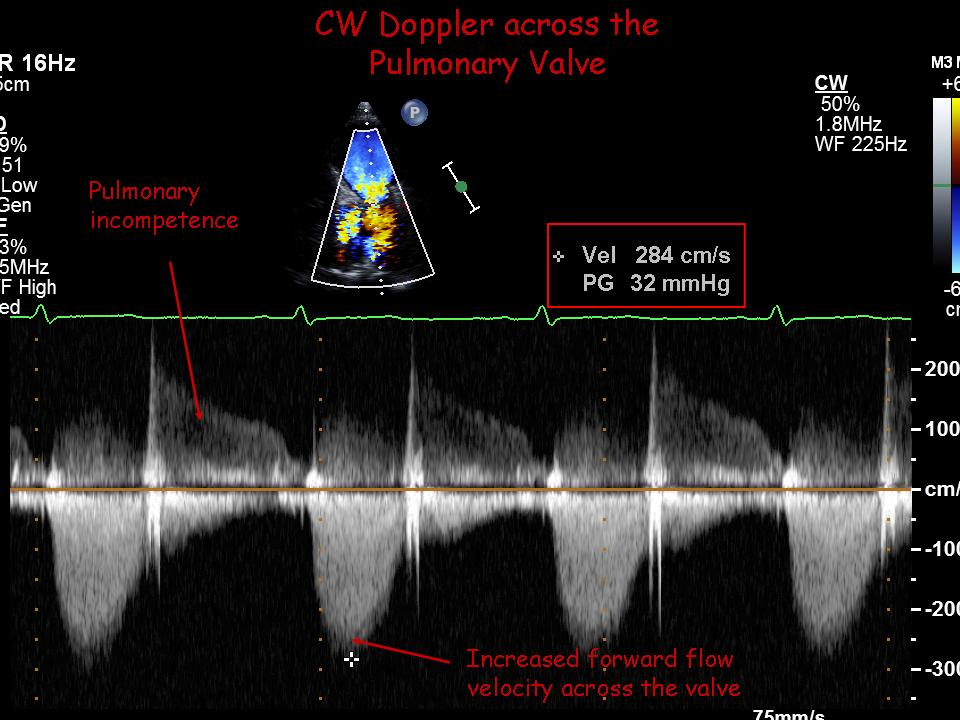 CW Doppler across the
Pulmonary Valve
R 16Hz
5cm
M3
CW
50%
1.8MHz
WF 225Hz
+6
9%
51
Low
Gen
3%
5MHz
F High
ed
P
Pulmonary
incompetence
Vel 284 cm/s
PG 32 mmHg
-6
200
100
cm/
-100
-200
-300
Increased forward flow
velocity across the valve
75mm/s